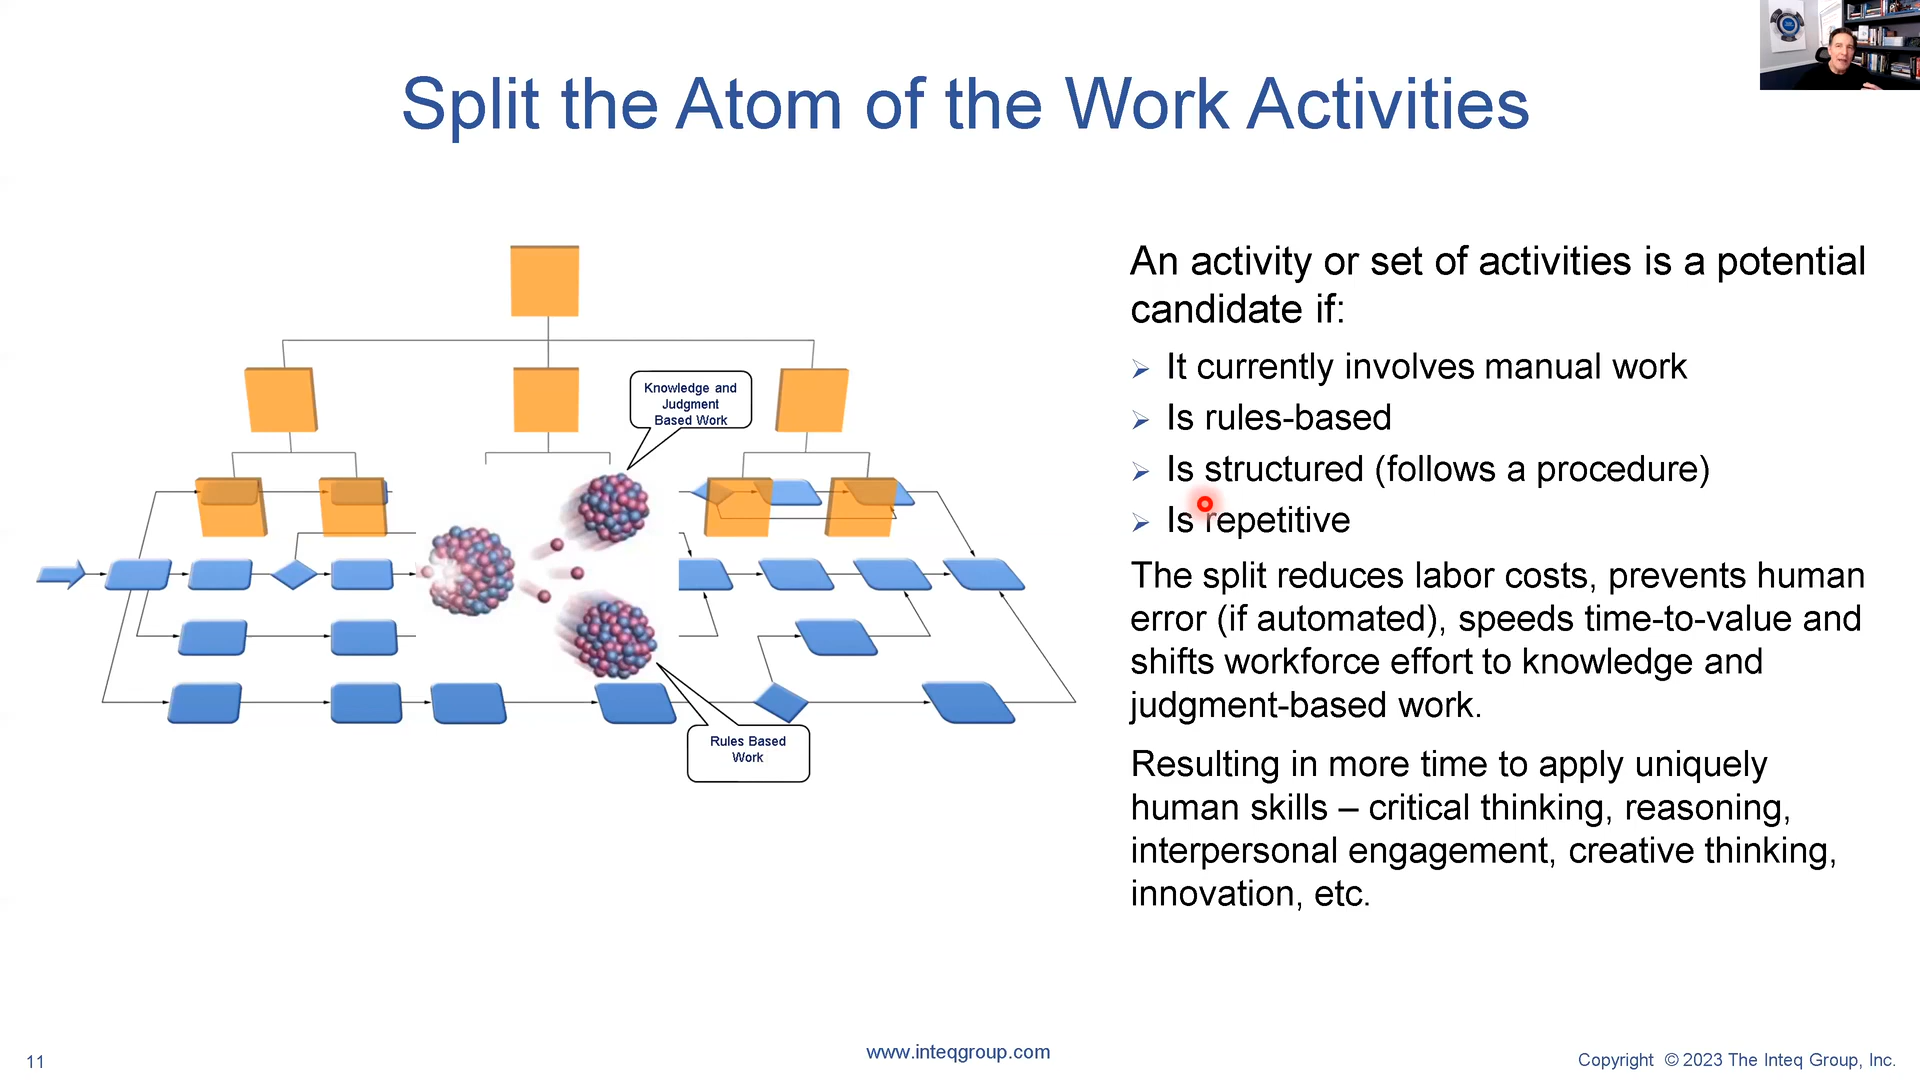 Split the Atom of the Work Activities
Knowledge and
Judgment
Based Work
Rules Based
Work
An activity or set of activities is a potential
candidate if:
It currently involves manual work
Is rules-based
Is structured (follows a procedure)
Is repetitive
The split reduces labor costs, prevents human
error (if automated), speeds time-to-value and
shifts workforce effort to knowledge and
judgment-based work.
Resulting in more time to apply uniquely
human skills – critical thinking, reasoning,
interpersonal engagement, creative thinking,
innovation, etc.
11
www.inteqgroup.com
Copyright © 2023 The Inteq Group, Inc.